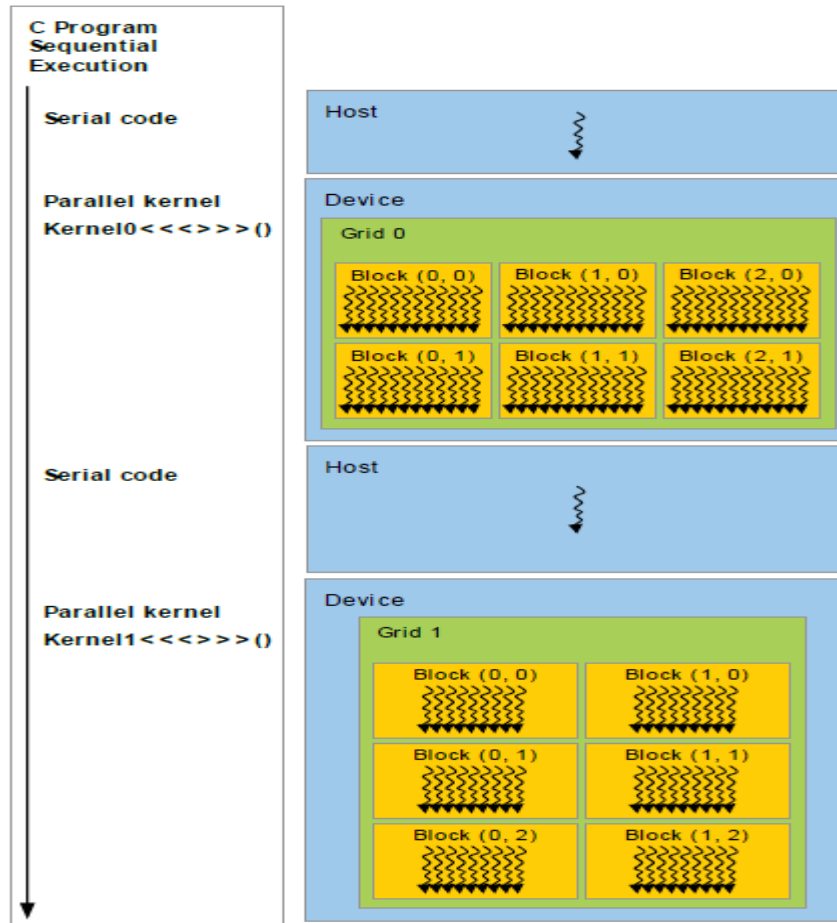 C Program
Sequential
Execution
Serial code
Host
Parallel kernel
Kernel0<<<>>>()
Device
Grid 0
Block (0, 0)
Block (1, 0)
Block (2, 0)
Block (0, 1)
Block (1, 1)
Block (2, 1)
Serial code
Host
Parallel kernel
Kernel1<<<>>>()
Device
Grid 1
Block (0, 0)
Block (1, 0)
Block (0, 1)
Block (1, 1)
Block (0, 2)
Block (1, 2)